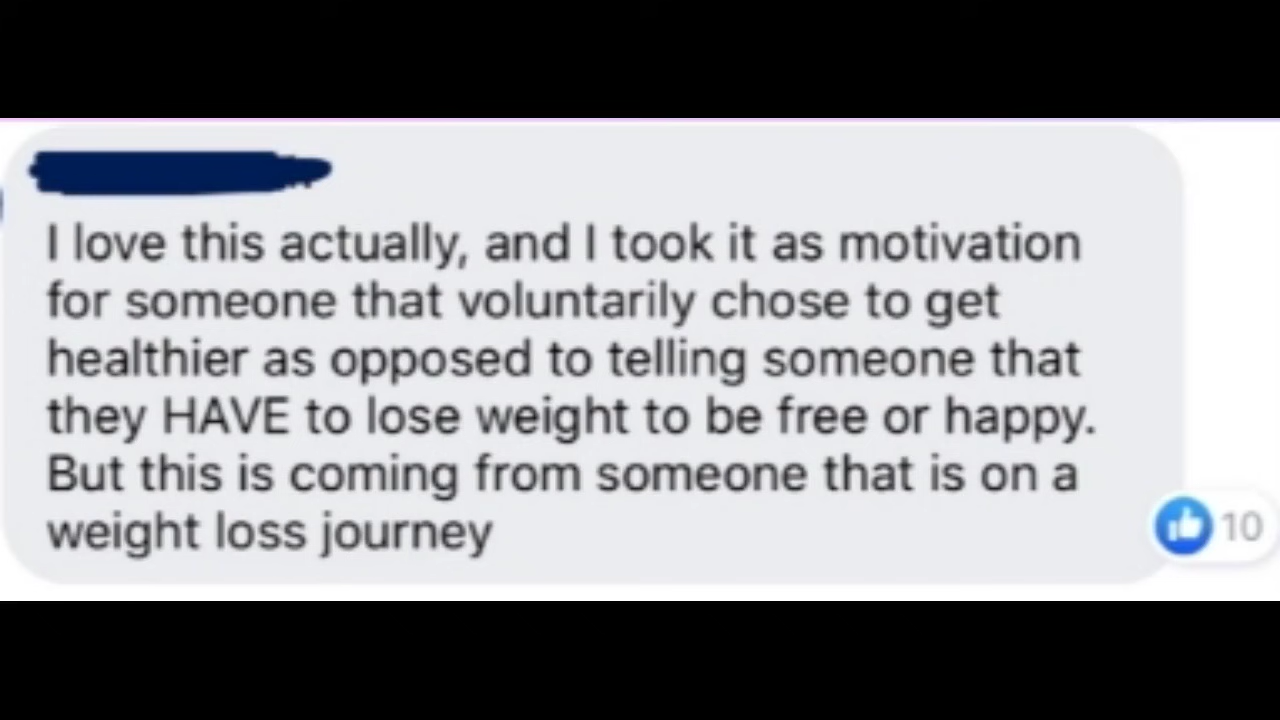 I love this actually, and I took it as motivation
for someone that voluntarily chose to get
healthier as opposed to telling someone that
they HAVE to lose weight to be free or happy.
But this is coming from someone that is on a
weight loss journey
10